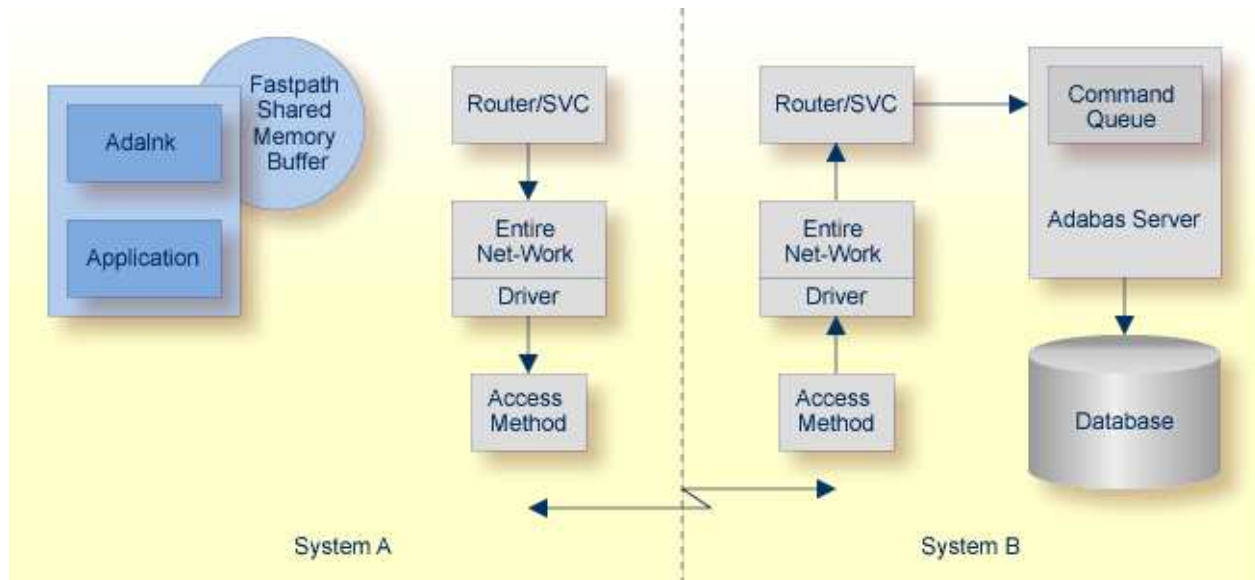 Fastpath
Shared
Memory
Buffer
Adalnk
Application
Router/SVC
Entire
Net-Work
Driver
Access
Method
System A
Router/SVC
Entire
Net-Work
Driver
Access
Method
Command
Queue
Adabas Server
Database
System B